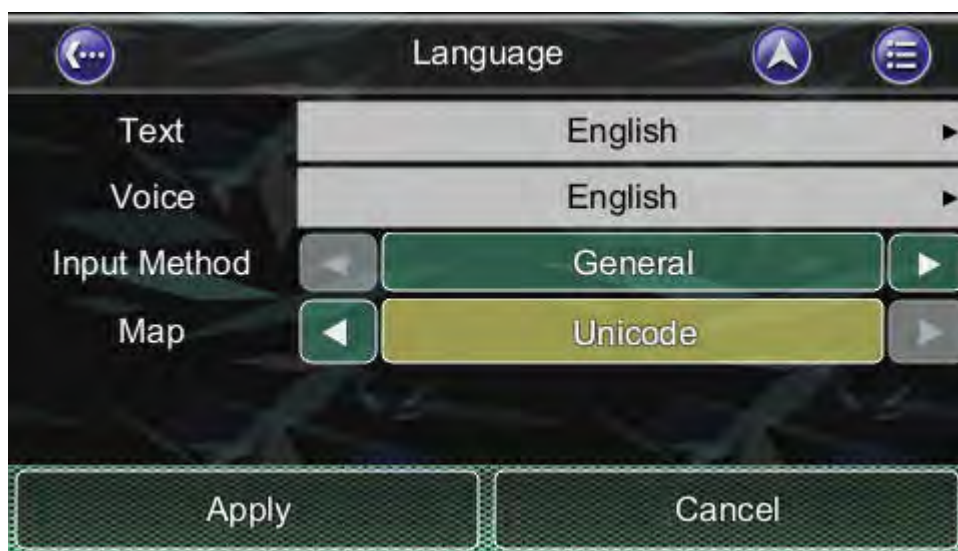 Language
Text English
Voice English
Input Method General
Map Unicode
Apply Cancel